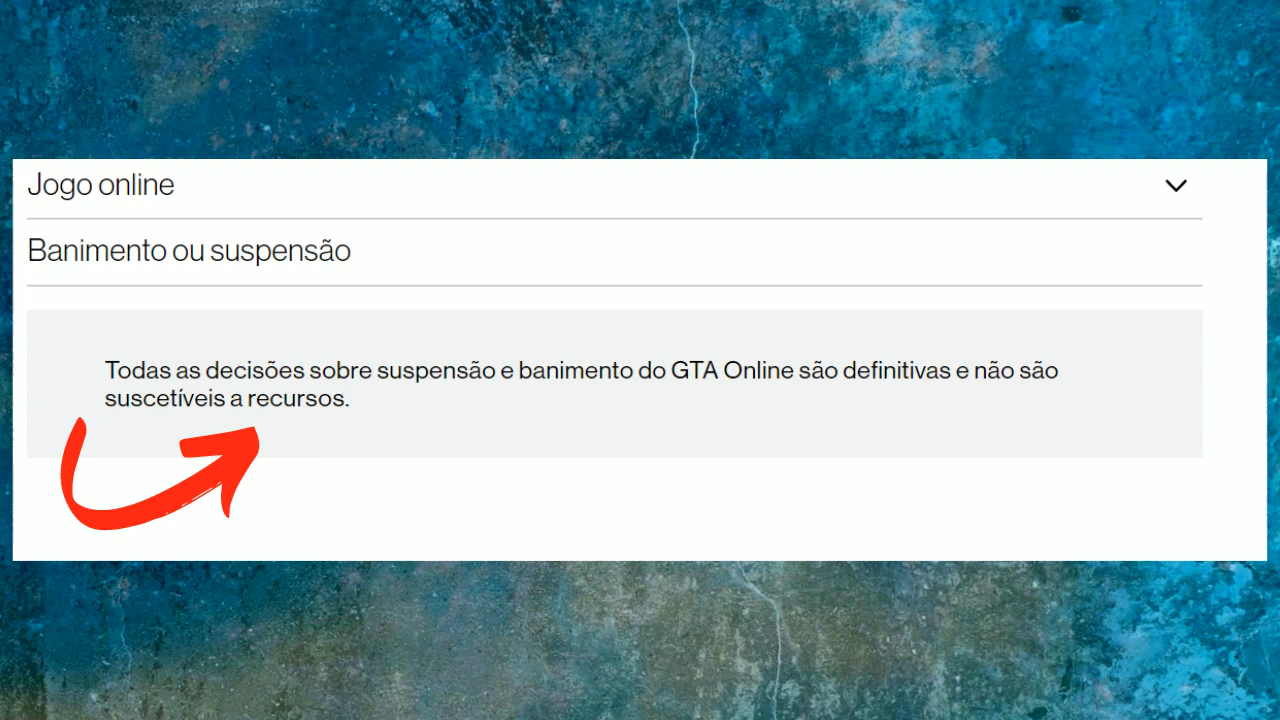 Jogo online
Banimento ou suspensão
Todas as decisões sobre suspensão e banimento do GTA Online são definitivas e não são
suscetíveis a recursos.